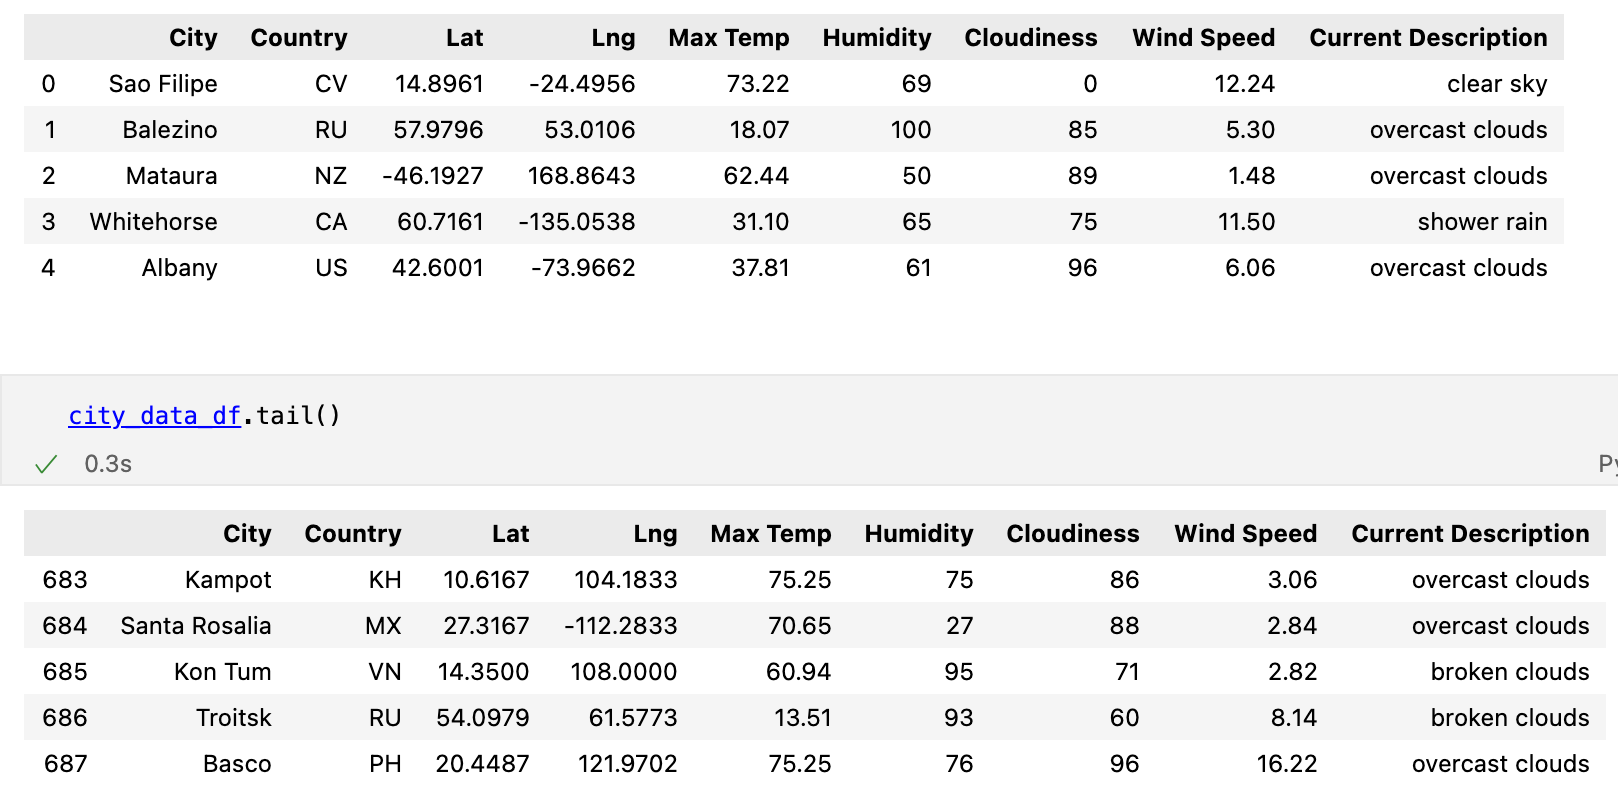 City Country Lat Lng Max Temp Humidity Cloudiness Wind Speed Current Description
0 Sao Filipe CV 14.8961 -24.4956 73.22 69 0 12.24 clear sky
1 Balezino RU 57.9796 53.0106 18.07 100 85 5.30 overcast clouds
2 Mataura NZ -46.1927 168.8643 62.44 50 89 1.48 overcast clouds
3 Whitehorse CA 60.7161 -135.0538 31.10 65 75 11.50 shower rain
4 Albany US 42.6001 -73.9662 37.81 61 96 6.06 overcast clouds
city_data_df.tail()
0.3s
City Country Lat Lng Max Temp Humidity Cloudiness Wind Speed Current Description
683 Kampot KH 10.6167 104.1833 75.25 75 86 3.06 overcast clouds
684 Santa Rosalia MX 27.3167 -112.2833 70.65 27 88 2.84 overcast clouds
685 Kon Tum VN 14.3500 108.0000 60.94 95 71 2.82 broken clouds
686 Troitsk RU 54.0979 61.5773 13.51 93 60 8.14 broken clouds
687 Basco PH 20.4487 121.9702 75.25 76 96 16.22 overcast clouds